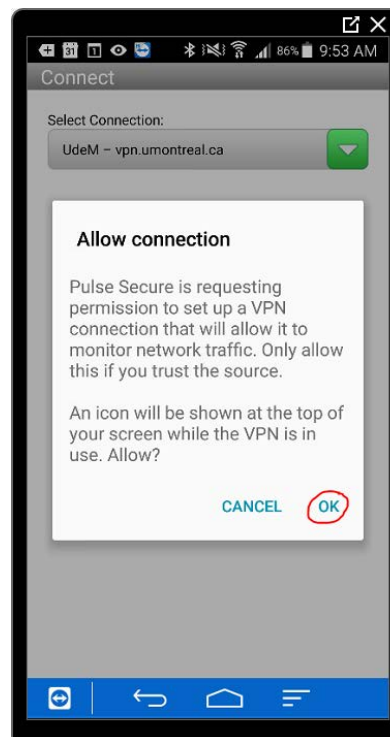 86% 9:53 AM
Connect
Select Connection:
UdeM – vpn.umontreal.ca
Allow connection
Pulse Secure is requesting
permission to set up a VPN
connection that will allow it to
monitor network traffic. Only allow
this if you trust the source.
An icon will be shown at the top of
your screen while the VPN is in
use. Allow?
CANCEL OK